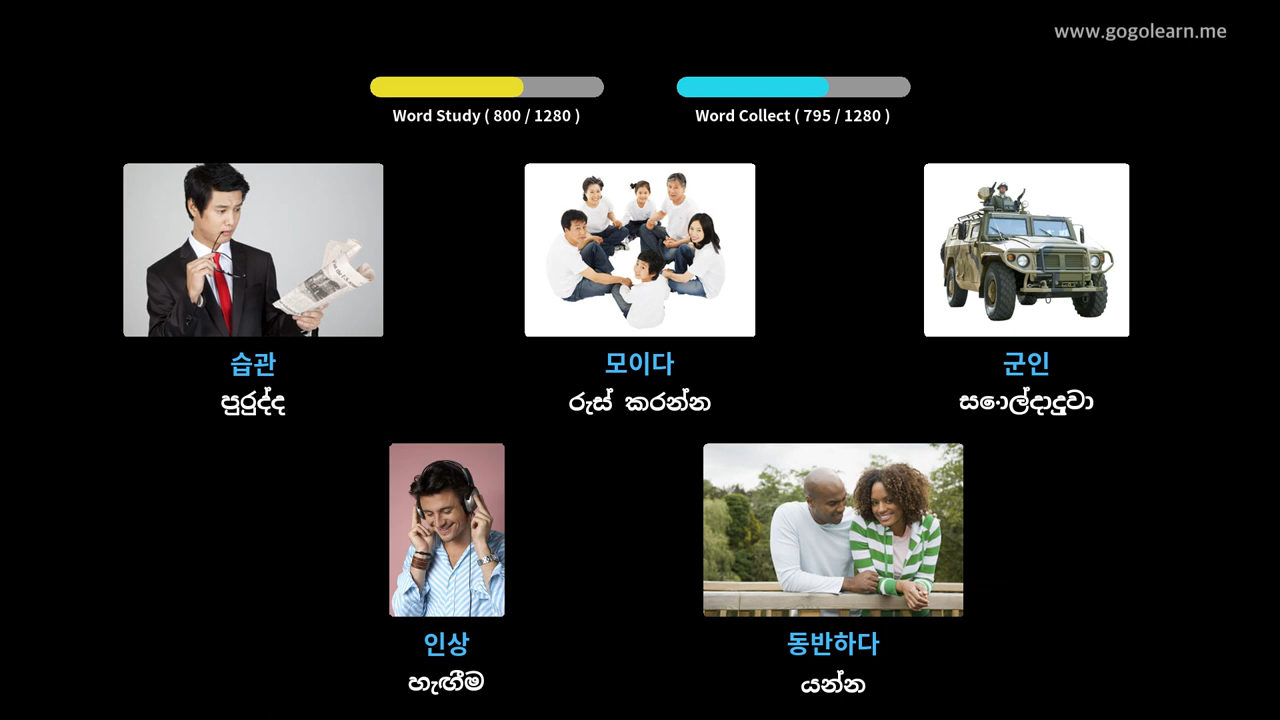 www.gogolearn.me
Word Study ( 800 / 1280 )
Word Collect ( 795 / 1280 )
습관
පුරුද්ද
모이다
රුස් කරන්න
군인
සොල්දාදුවා
인상
හැඟීම
동반하다
යන්න